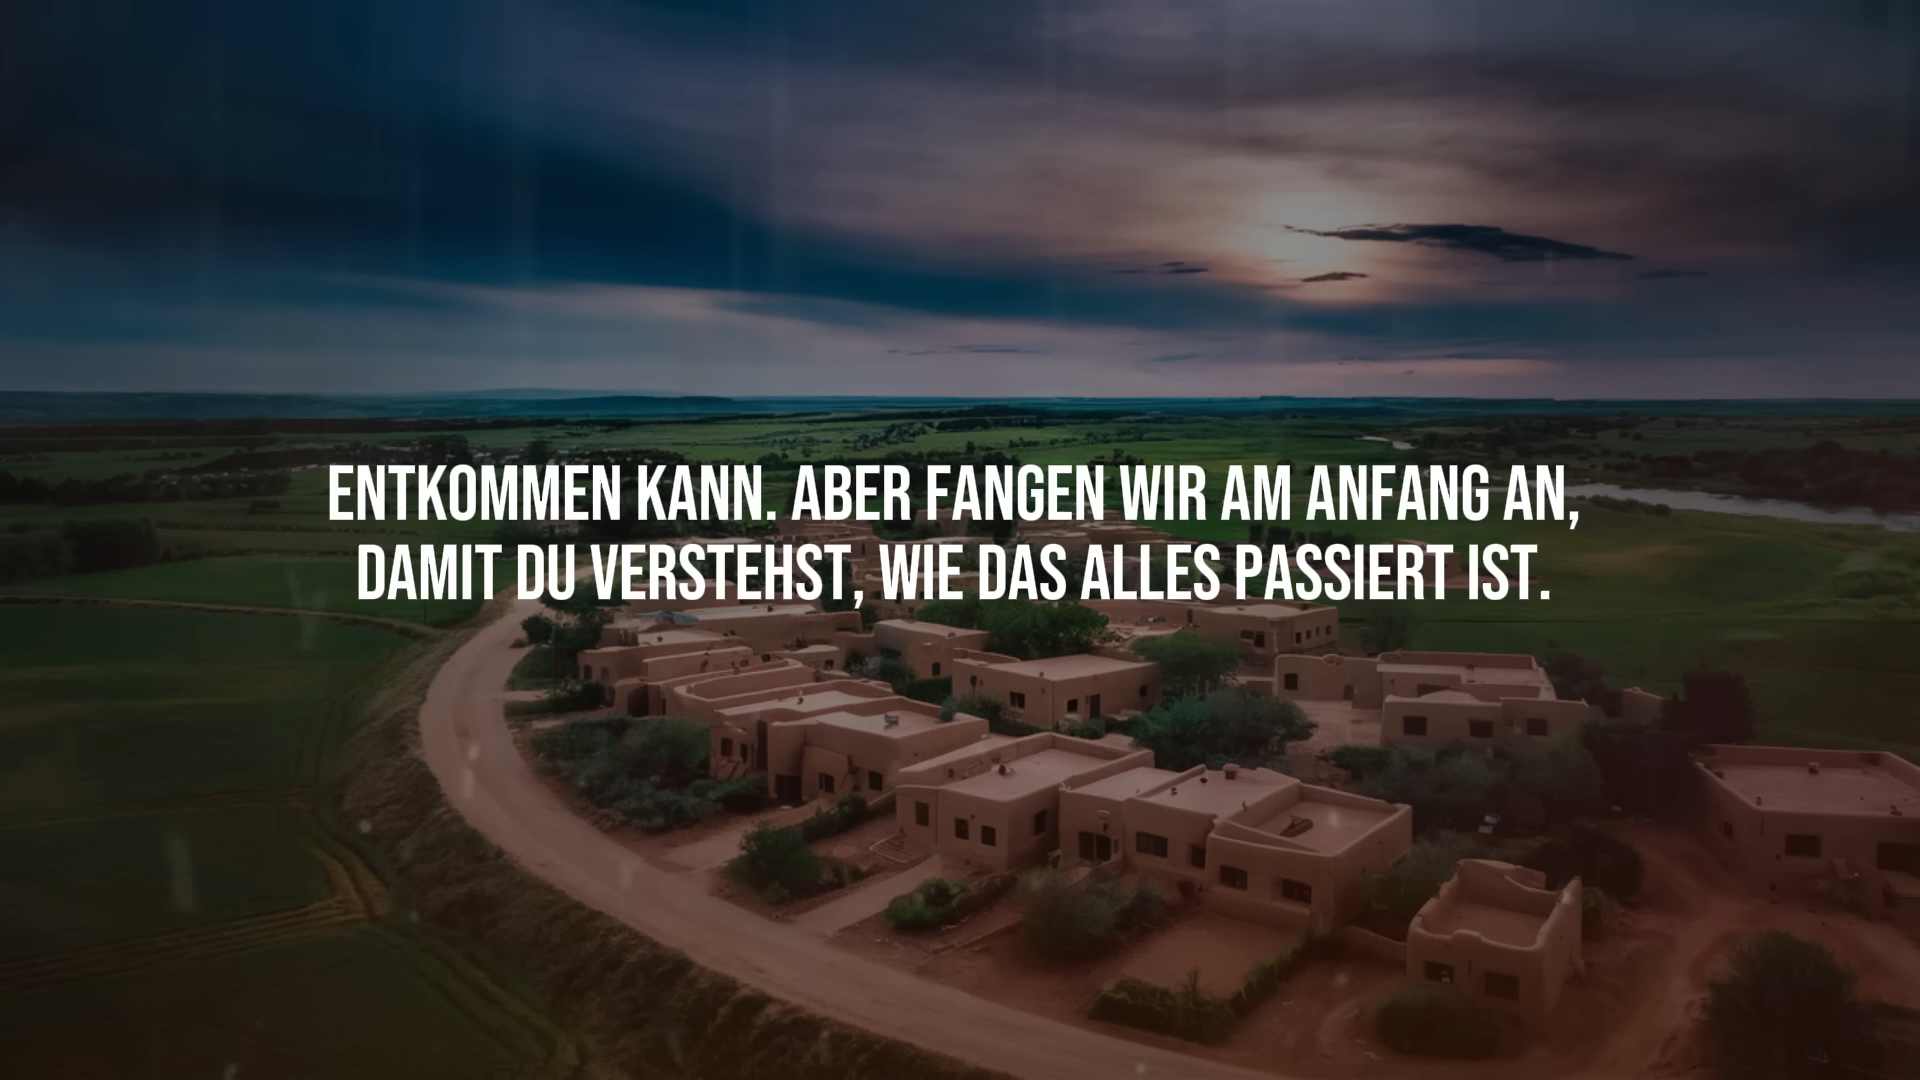 ENTKOMMEN KANN. ABER FANGEN WIR AM ANFANG AN,
DAMIT DU VERSTEHST, WIE DAS ALLES PASSIERT IST.